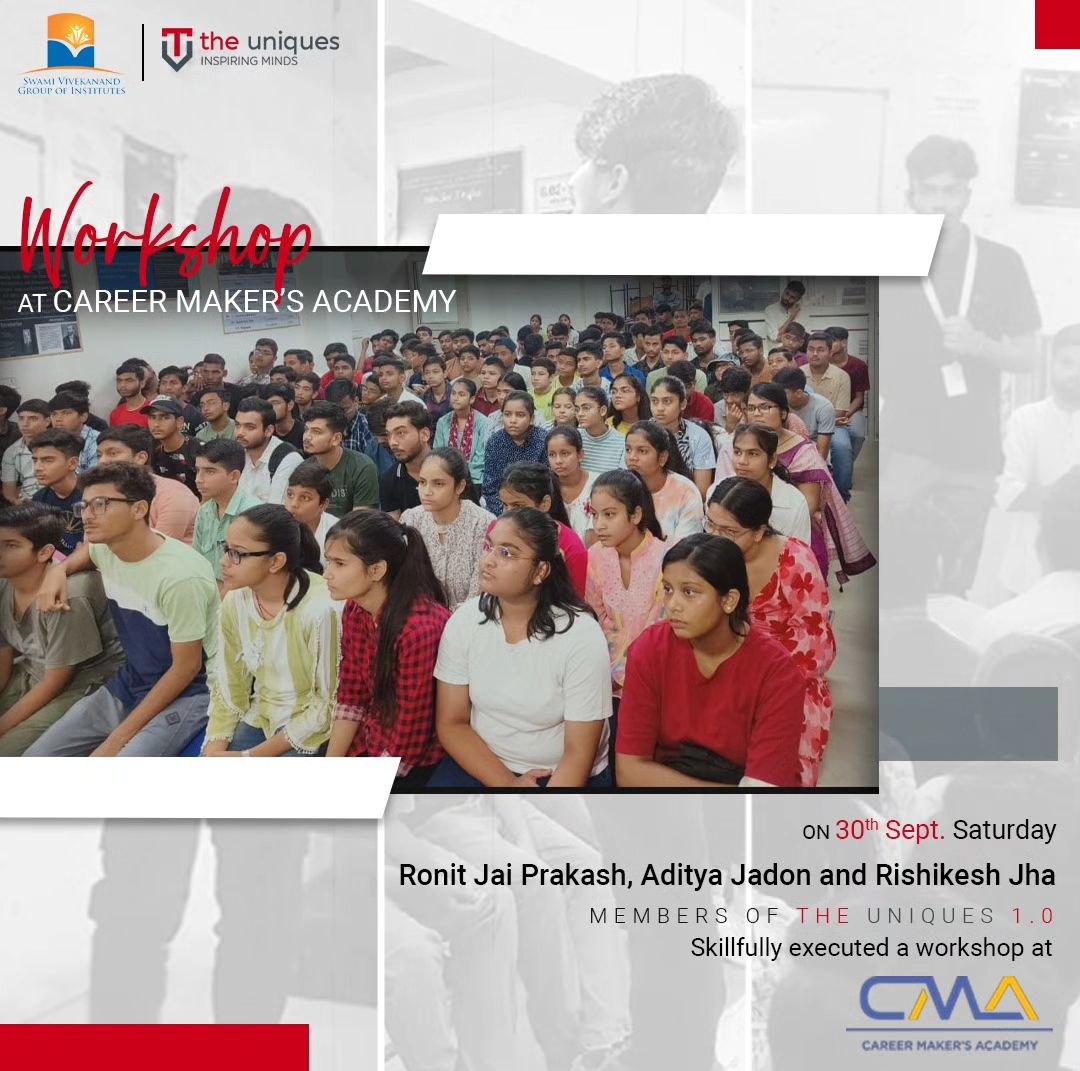 SWAMI VIVEKANAND
GROUP OF INSTITUTES
the uniques
INSPIRING MINDS
Workshop
AT CAREER MAKER'S ACADEMY
ON 30th Sept. Saturday
Ronit Jai Prakash, Aditya Jadon and Rishikesh Jha
MEMBERS OF THE UNIQUES 1.0
Skillfully executed a workshop at
CMA
CAREER MAKER'S ACADEMY